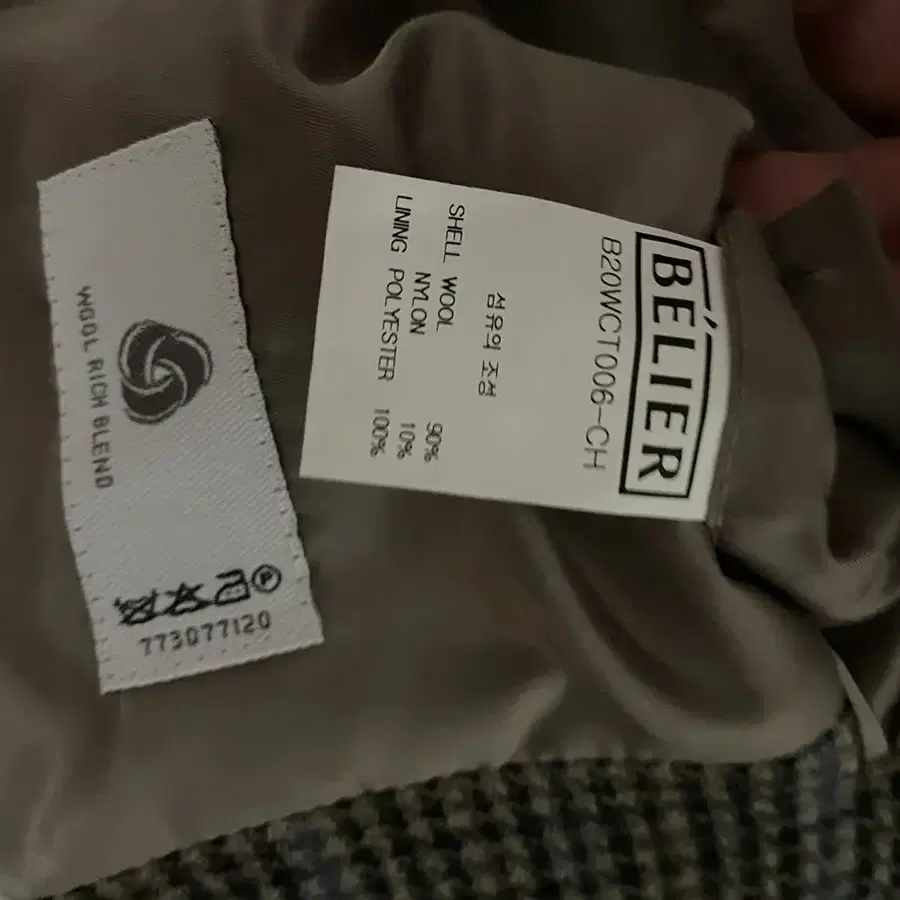 BÉLIER
B20WCT006-CH
섬유의 조성
SHELL WOOL 90%
NYLON 10%
LINING POLYESTER 100%
WOOL RICH BLEND
P
773077120